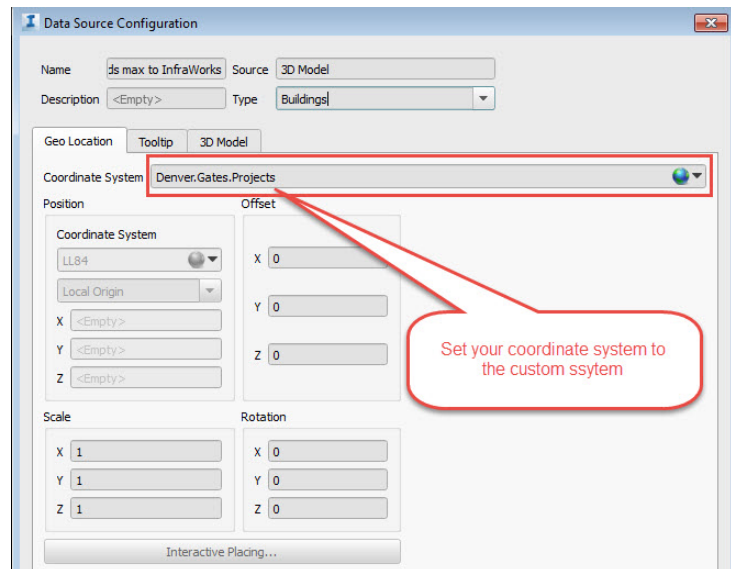 Data Source Configuration
Name ds max to InfraWorks Source 3D Model
Description <Empty> Type Buildings
Geo Location Tooltip 3D Model
Coordinate System Denver.Gates.Projects
Position Offset
Coordinate System
LL84 X 0
Local Origin
Y 0
X <Empty>
Y <Empty> Z 0
Z <Empty>
Set your coordinate system to
the custom ssytem
Scale Rotation
X 1 X 0
Y 1 Y 0
Z 1 Z 0
Interactive Placing...